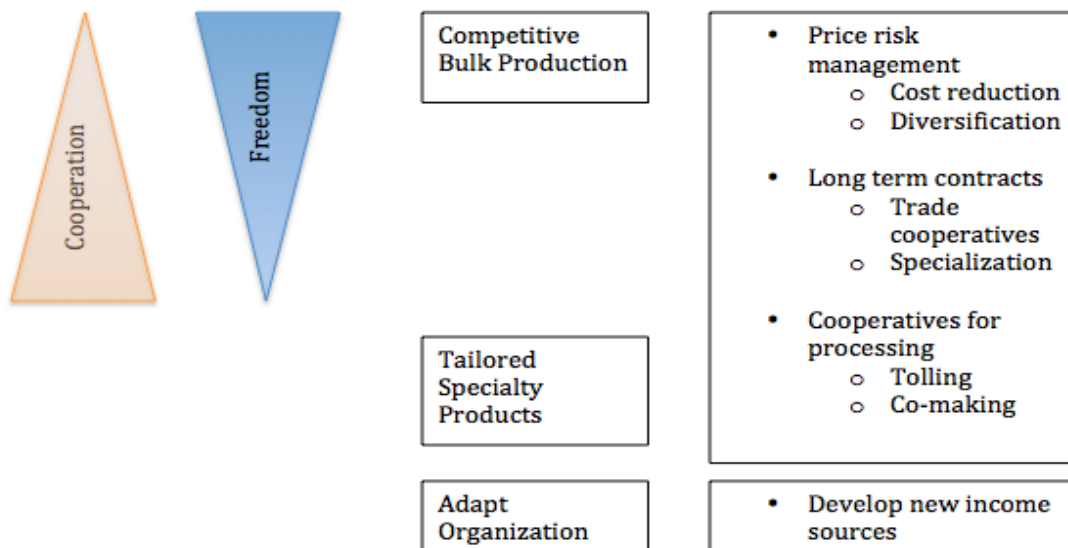 Cooperation
Freedom
Competitive
Bulk Production
Tailored
Specialty
Products
Adapt
Organization
• Price risk
management
o Cost reduction
o Diversification
• Long term contracts
o Trade
cooperatives
o Specialization
• Cooperatives for
processing
o Tolling
o Co-making
• Develop new income
sources